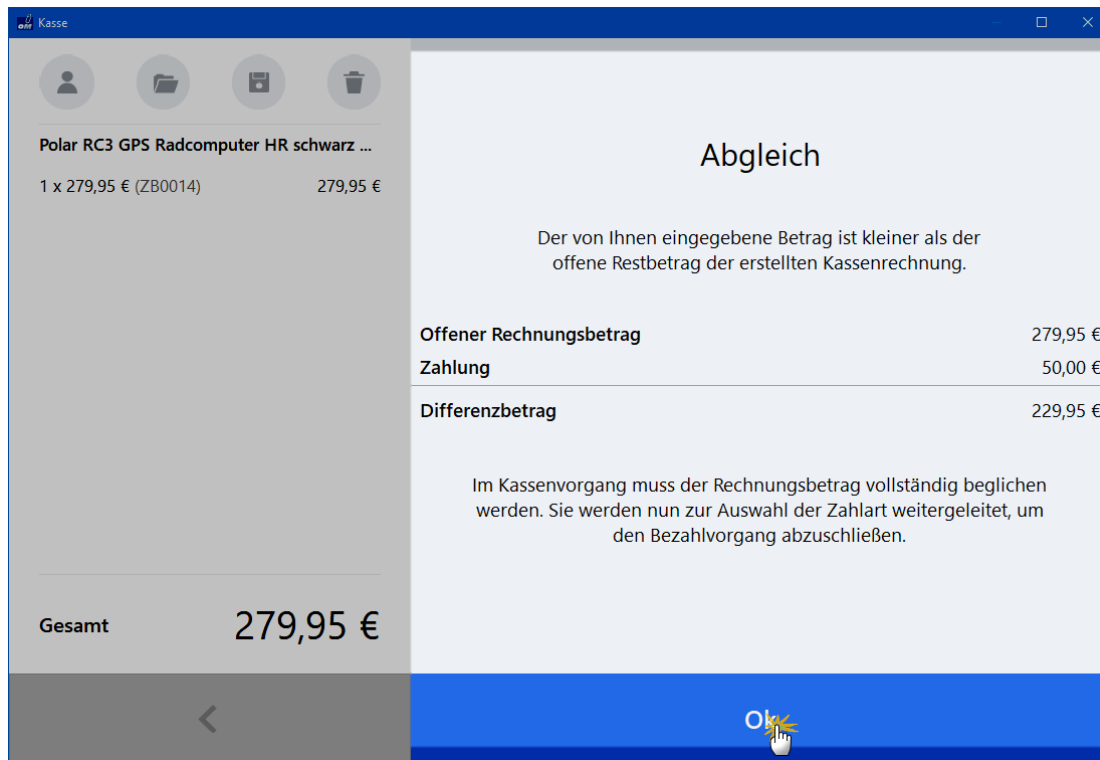 Kasse
Polar RC3 GPS Radcomputer HR schwarz ...
1 x 279,95 € (ZB0014) 279,95 €
Gesamt 279,95 €
Abgleich
Der von Ihnen eingegebene Betrag ist kleiner als der
offene Restbetrag der erstellten Kassenrechnung.
Offener Rechnungsbetrag 279,95 €
Zahlung 50,00 €
Differenzbetrag 229,95 €
Im Kassenvorgang muss der Rechnungsbetrag vollständig beglichen
werden. Sie werden nun zur Auswahl der Zahlart weitergeleitet, um
den Bezahlvorgang abzuschließen.
Ok